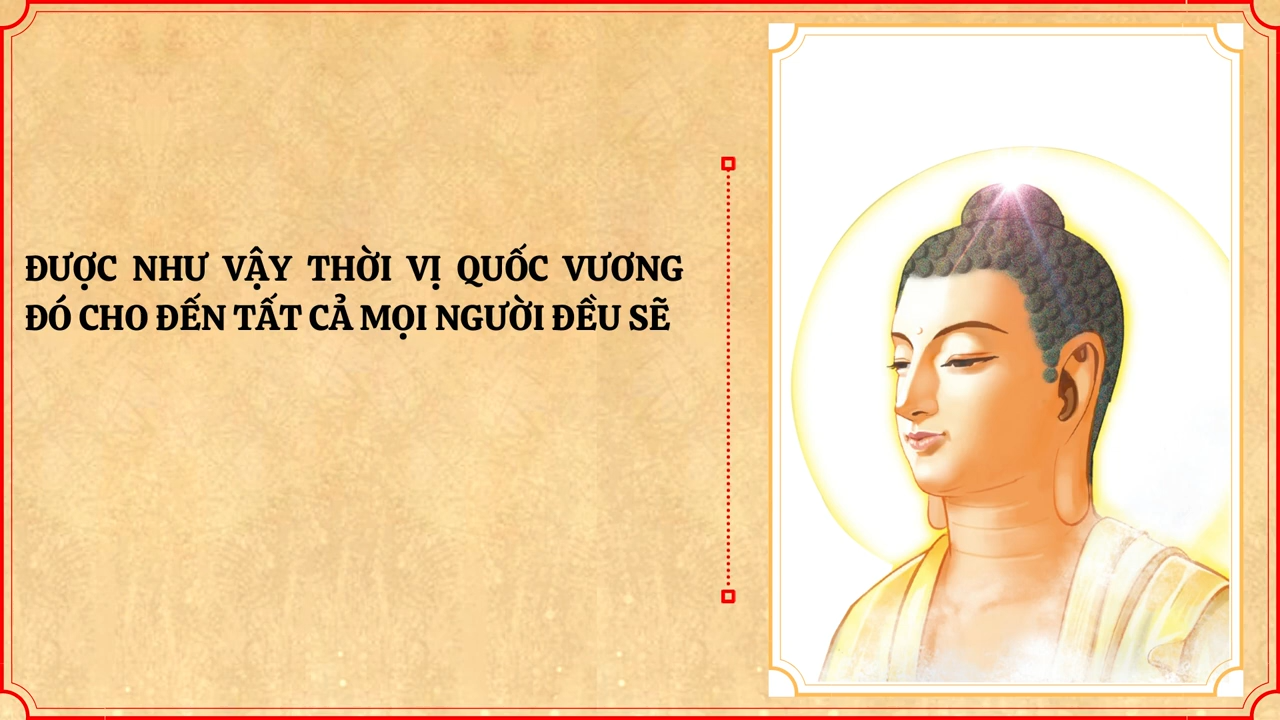 ĐƯỢC NHƯ VẬY THỜI VỊ QUỐC VƯƠNG
ĐÓ CHO ĐẾN TẤT CẢ MỌI NGƯỜI ĐỀU SẼ